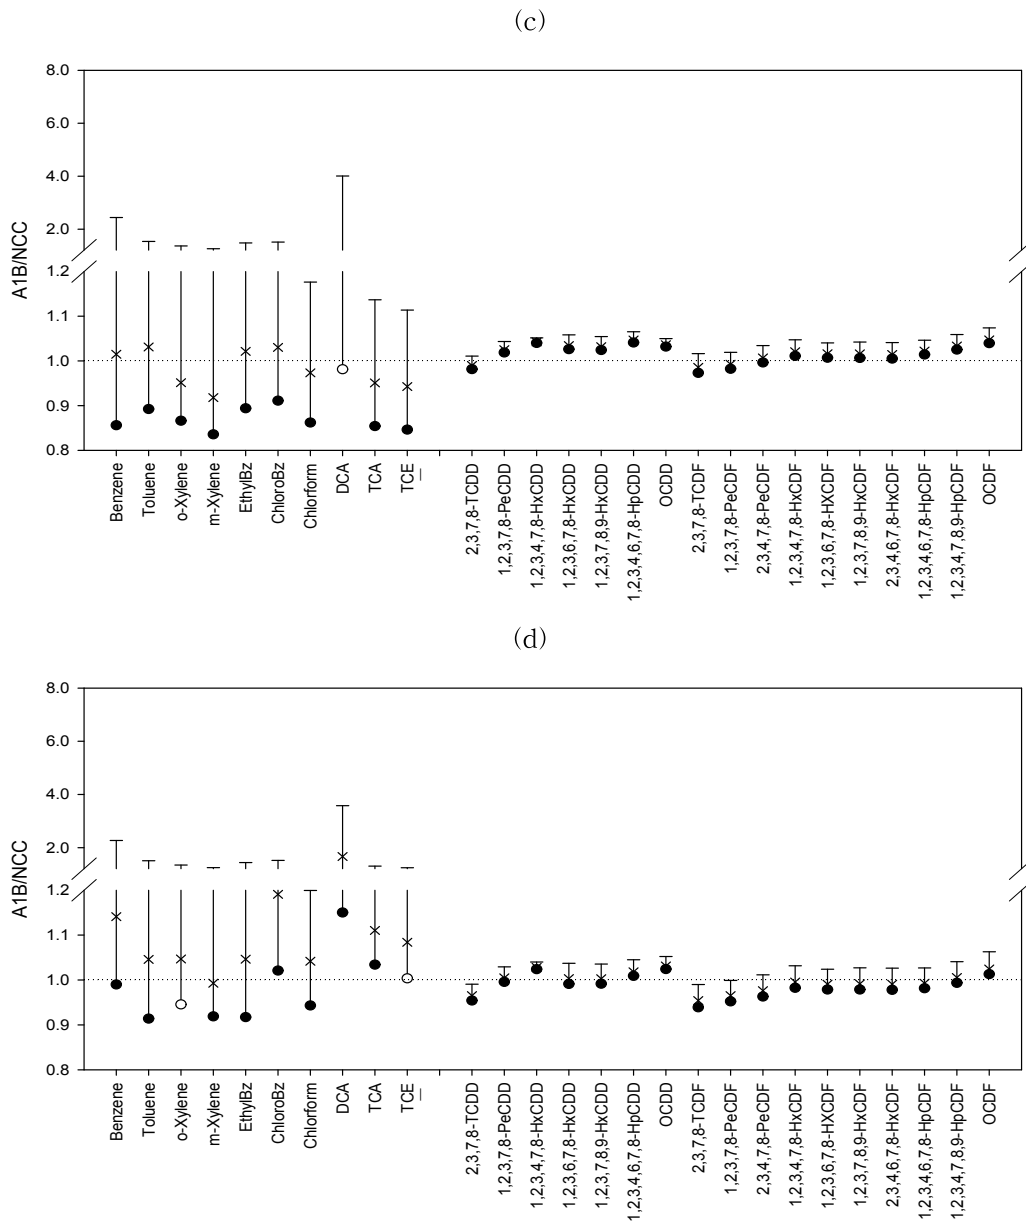 (c)
8.0
6.0
4.0
2.0
1.2
1.1
1.0
0.9
0.8
A1B/NCC
Benzene
Toluene
o-Xylene
m-Xylene
EthylBz
ChloroBz
Chlorform
DCA
TCA
TCE_
2,3,7,8-TCDD
1,2,3,7,8-PeCDD
1,2,3,4,7,8-HxCDD
1,2,3,6,7,8-HxCDD
1,2,3,7,8,9-HxCDD
1,2,3,4,6,7,8-HpCDD
OCDD
2,3,7,8-TCDF
1,2,3,7,8-PeCDF
2,3,4,7,8-PeCDF
1,2,3,4,7,8-HxCDF
1,2,3,6,7,8-HXCDF
1,2,3,7,8,9-HxCDF
2,3,4,6,7,8-HxCDF
1,2,3,4,6,7,8-HpCDF
1,2,3,4,7,8,9-HpCDF
OCDF
(d)
8.0
6.0
4.0
2.0
1.2
1.1
1.0
0.9
0.8
A1B/NCC
Benzene
Toluene
o-Xylene
m-Xylene
EthylBz
ChloroBz
Chlorform
DCA
TCA
TCE_
2,3,7,8-TCDD
1,2,3,7,8-PeCDD
1,2,3,4,7,8-HxCDD
1,2,3,6,7,8-HxCDD
1,2,3,7,8,9-HxCDD
1,2,3,4,6,7,8-HpCDD
OCDD
2,3,7,8-TCDF
1,2,3,7,8-PeCDF
2,3,4,7,8-PeCDF
1,2,3,4,7,8-HxCDF
1,2,3,6,7,8-HXCDF
1,2,3,7,8,9-HxCDF
2,3,4,6,7,8-HxCDF
1,2,3,4,6,7,8-HpCDF
1,2,3,4,7,8,9-HpCDF
OCDF